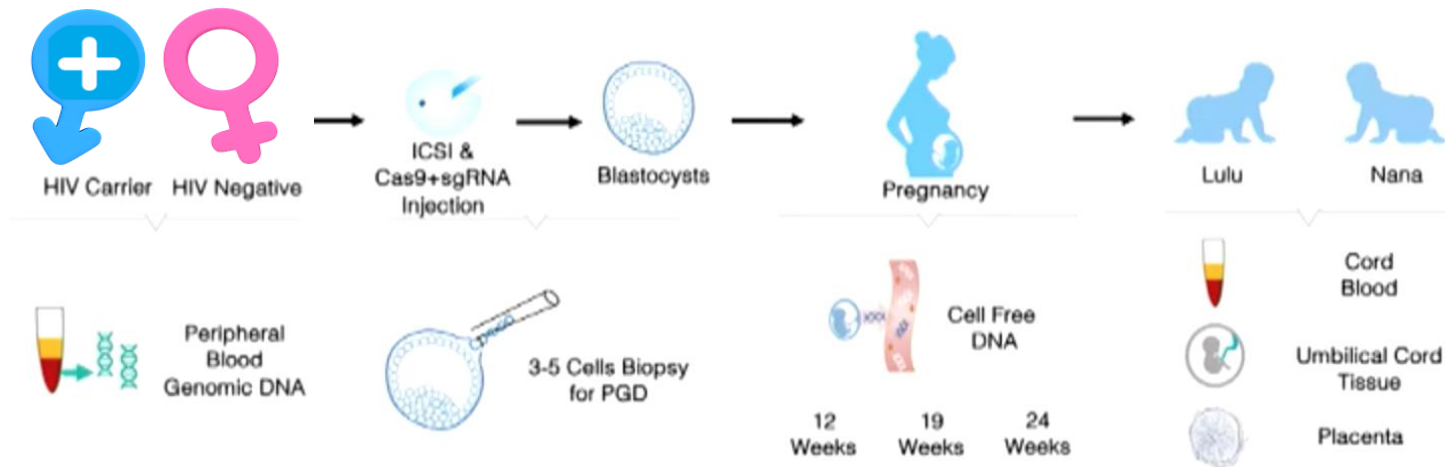 HIV Carrier
HIV Negative
ICSI &
Cas9+sgRNA
Injection
Blastocysts
Pregnancy
Lulu
Nana
Peripheral
Blood
Genomic DNA
3-5 Cells Biopsy
for PGD
Cell Free
DNA
12
Weeks
19
Weeks
24
Weeks
Cord
Blood
Umbilical Cord
Tissue
Placenta